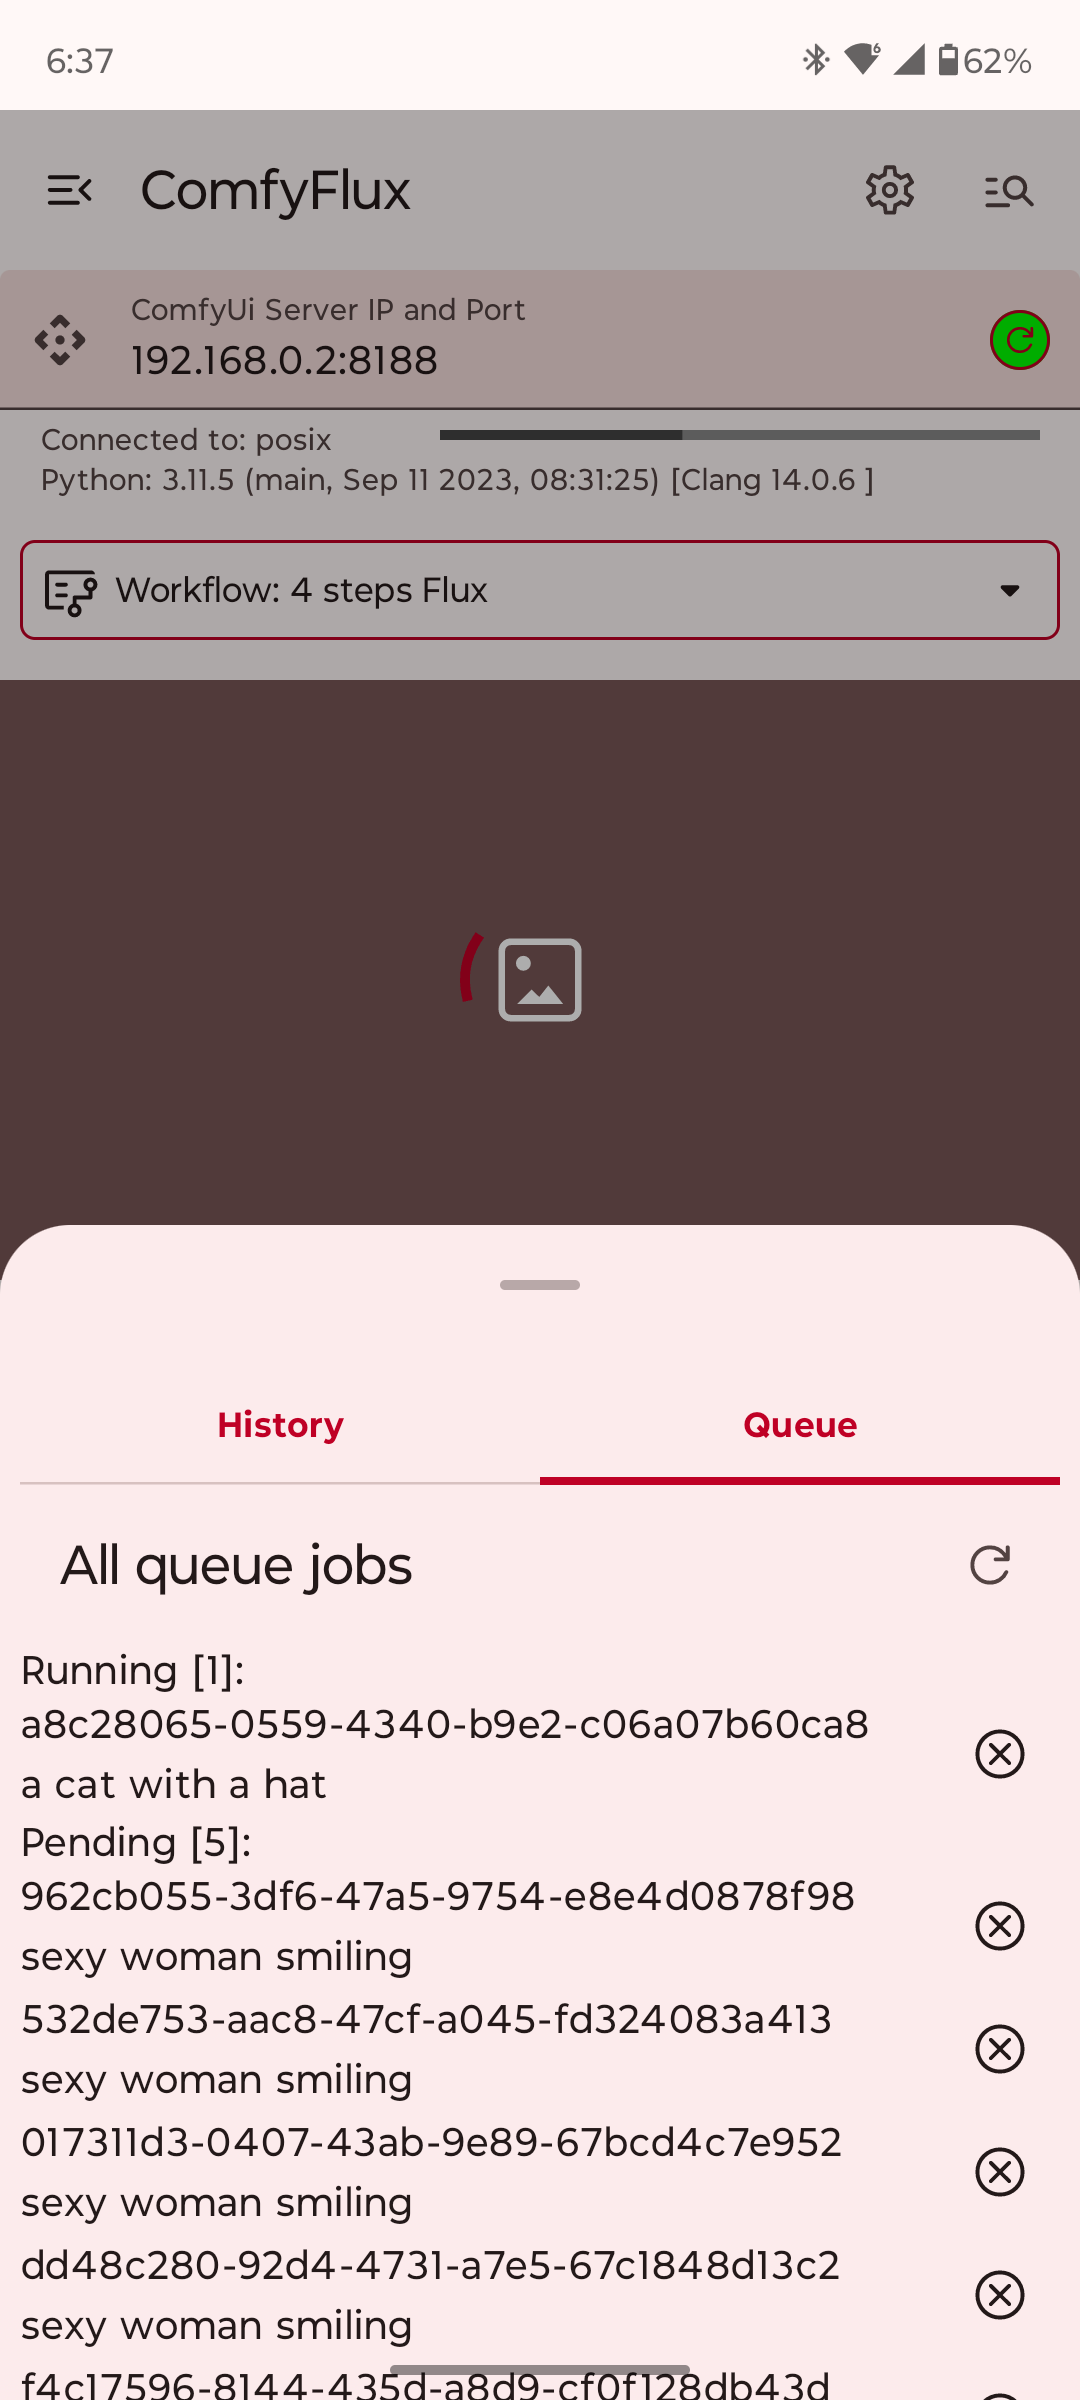 6:37
6
62%
ComfyFlux
ComfyUi Server IP and Port
192.168.0.2:8188
Connected to: posix
Python: 3.11.5 (main, Sep 11 2023, 08:31:25) [Clang 14.0.6 ]
Workflow: 4 steps Flux
History
Queue
All queue jobs
Running [1]:
a8c28065-0559-4340-b9e2-c06a07b60ca8
a cat with a hat
Pending [5]:
962cb055-3df6-47a5-9754-e8e4d0878f98
sexy woman smiling
532de753-aac8-47cf-a045-fd324083a413
sexy woman smiling
017311d3-0407-43ab-9e89-67bcd4c7e952
sexy woman smiling
dd48c280-92d4-4731-a7e5-67c1848d13c2
sexy woman smiling
f4c17596-8144-435d-a8d9-cf0f128db43d